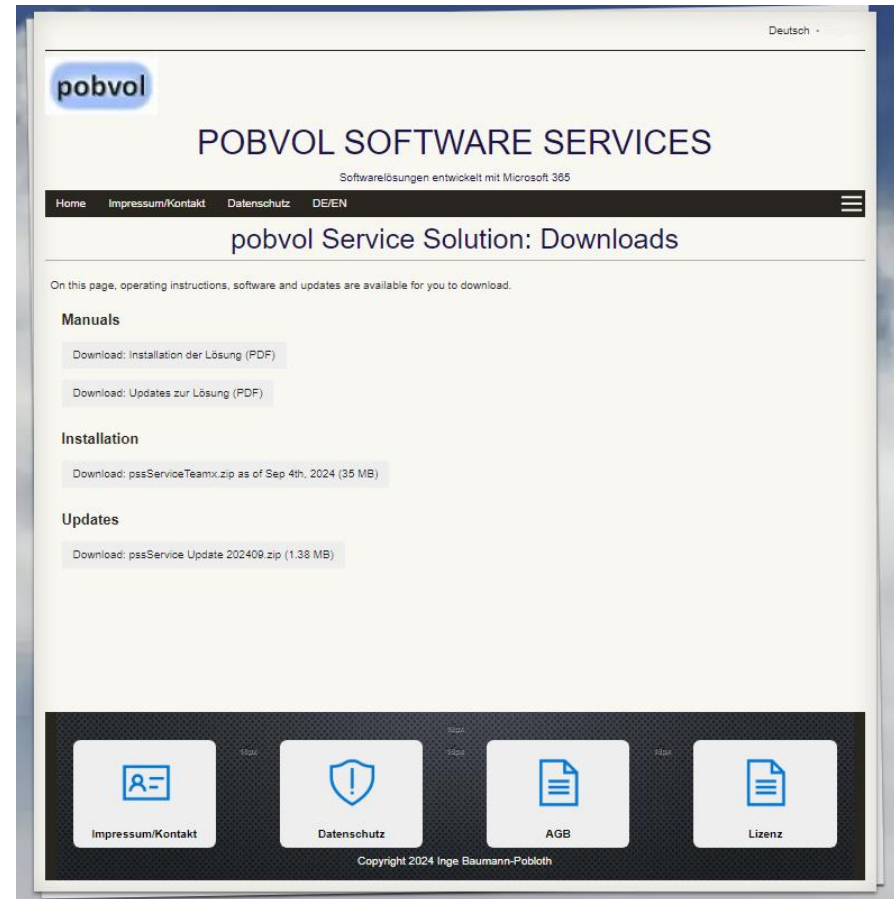 Deutsch -
pobvol
POBVOL SOFTWARE SERVICES
Softwarelösungen entwickelt mit Microsoft 365
Home Impressum/Kontakt Datenschutz DE/EN
pobvol Service Solution: Downloads
On this page, operating instructions, software and updates are available for you to download.
Manuals
Download: Installation der Lösung (PDF)
Download: Updates zur Lösung (PDF)
Installation
Download: pssServiceTeamx.zip as of Sep 4th, 2024 (35 MB)
Updates
Download: pssService Update 202409.zip (1.38 MB)
Impressum/Kontakt Datenschutz AGB Lizenz
Copyright 2024 Inge Baumann-Pobloth